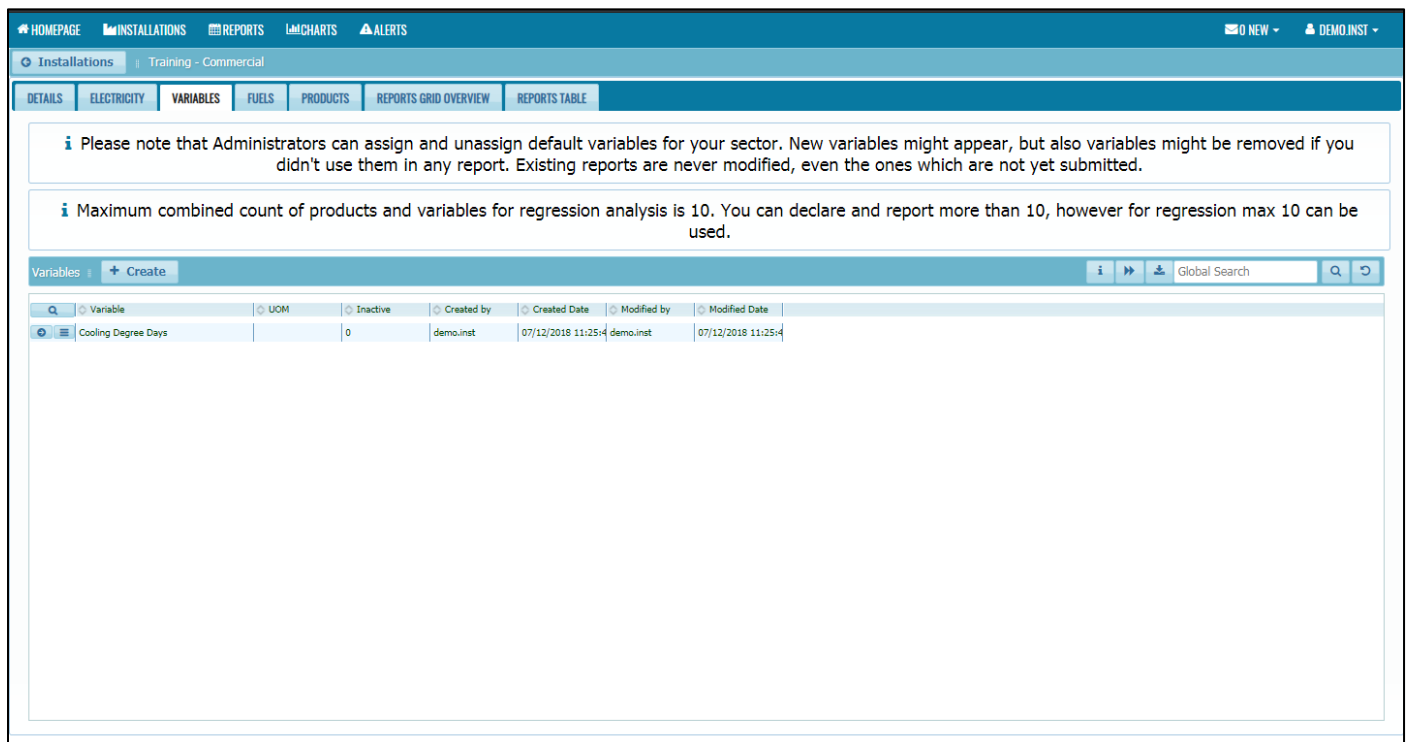 HOMEPAGE INSTALLATIONS REPORTS CHARTS ALERTS 0 NEW DEMO.INST
Installations Training - Commercial
DETAILS ELECTRICITY VARIABLES FUELS PRODUCTS REPORTS GRID OVERVIEW REPORTS TABLE
i Please note that Administrators can assign and unassign default variables for your sector. New variables might appear, but also variables might be removed if you
didn't use them in any report. Existing reports are never modified, even the ones which are not yet submitted.
i Maximum combined count of products and variables for regression analysis is 10. You can declare and report more than 10, however for regression max 10 can be
used.
Variables + Create i Global Search
Variable UOM Inactive Created by Created Date Modified by Modified Date
Cooling Degree Days 0 demo.inst 07/12/2018 11:25:4 demo.inst 07/12/2018 11:25:4